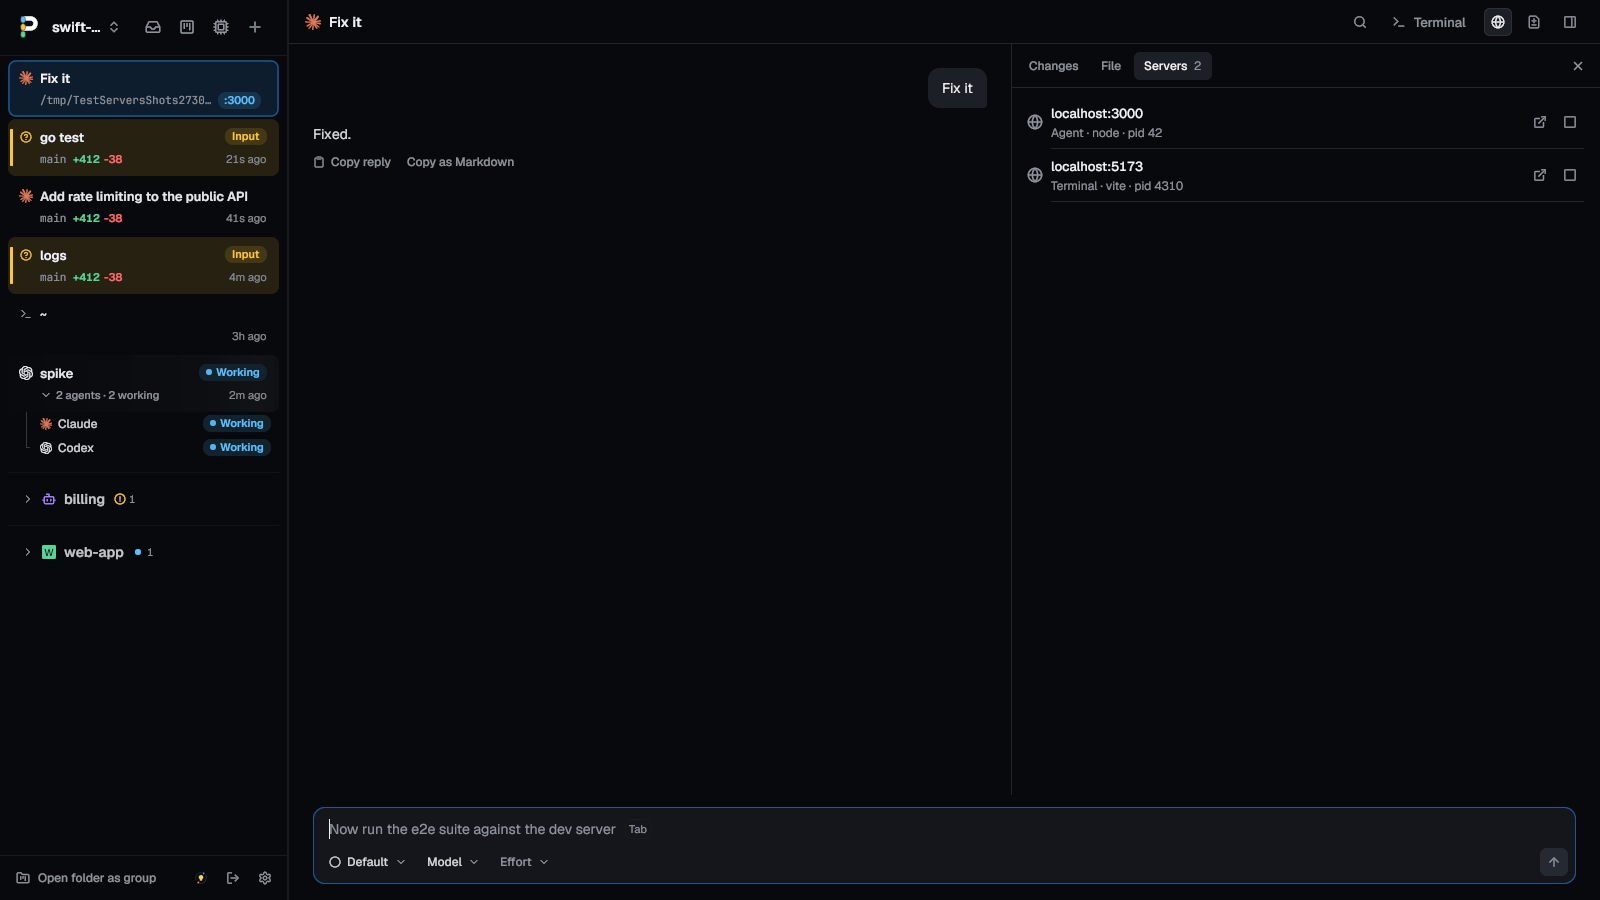 swift-...
Fix it
/tmp/TestServersShots2730… :3000
go test Input
main +412 -38 21s ago
Add rate limiting to the public API
main +412 -38 41s ago
logs Input
main +412 -38 4m ago
~
3h ago
spike Working
2 agents · 2 working 2m ago
Claude Working
Codex Working
billing 1
W web-app 1
Open folder as group
Fix it
Terminal
Fix it
Fixed.
Copy reply Copy as Markdown
Changes File Servers 2
localhost:3000
Agent · node · pid 42
localhost:5173
Terminal · vite · pid 4310
Now run the e2e suite against the dev server Tab
Default Model Effort